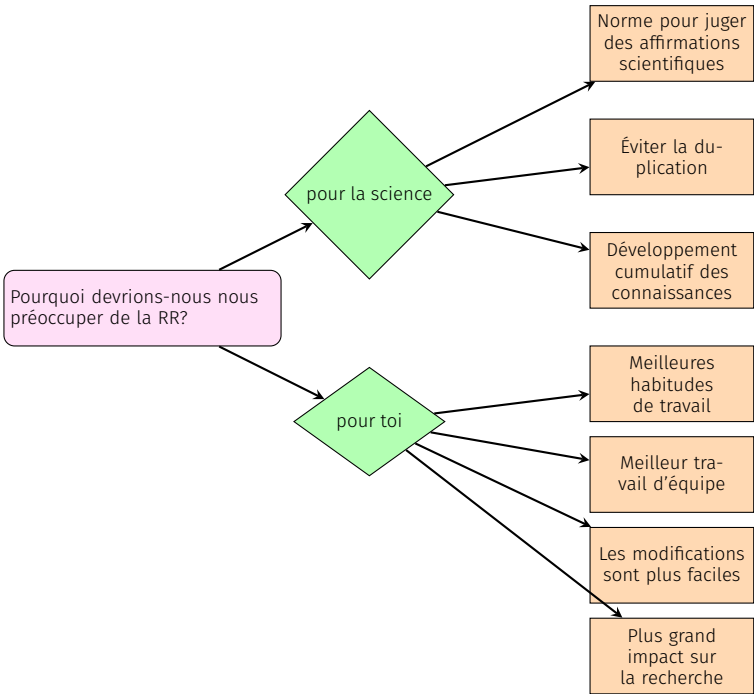 Norme pour juger
des affirmations
scientifiques
Éviter la du-
plication
pour la science
Développement
cumulatif des
connaissances
Pourquoi devrions-nous nous
préoccuper de la RR?
Meilleures
habitudes
de travail
pour toi
Meilleur tra-
vail d'équipe
Les modifications
sont plus faciles
Plus grand
impact sur
la recherche